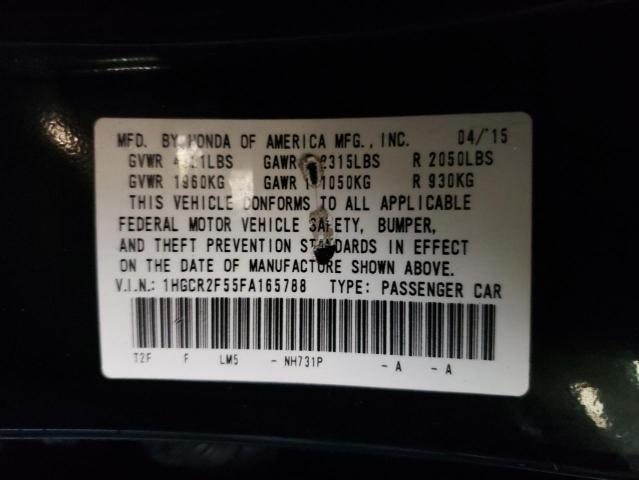 MFD. BY HONDA OF AMERICA MFG., INC. 04/15
GVWR LBS GAWR 2315LBS R 2050LBS
GVWR 1960KG GAWR 1050KG R 930KG
THIS VEHICLE CONFORMS TO ALL APPLICABLE
FEDERAL MOTOR VEHICLE SAFETY, BUMPER,
AND THEFT PREVENTION STANDARDS IN EFFECT
ON THE DATE OF MANUFACTURE SHOWN ABOVE.
V.I.N.: 1HGCR2F55FA165788 TYPE: PASSENGER CAR
T2F F LM5 - NH731P - A - A